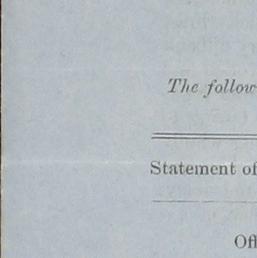 The follow
Statement of
Off